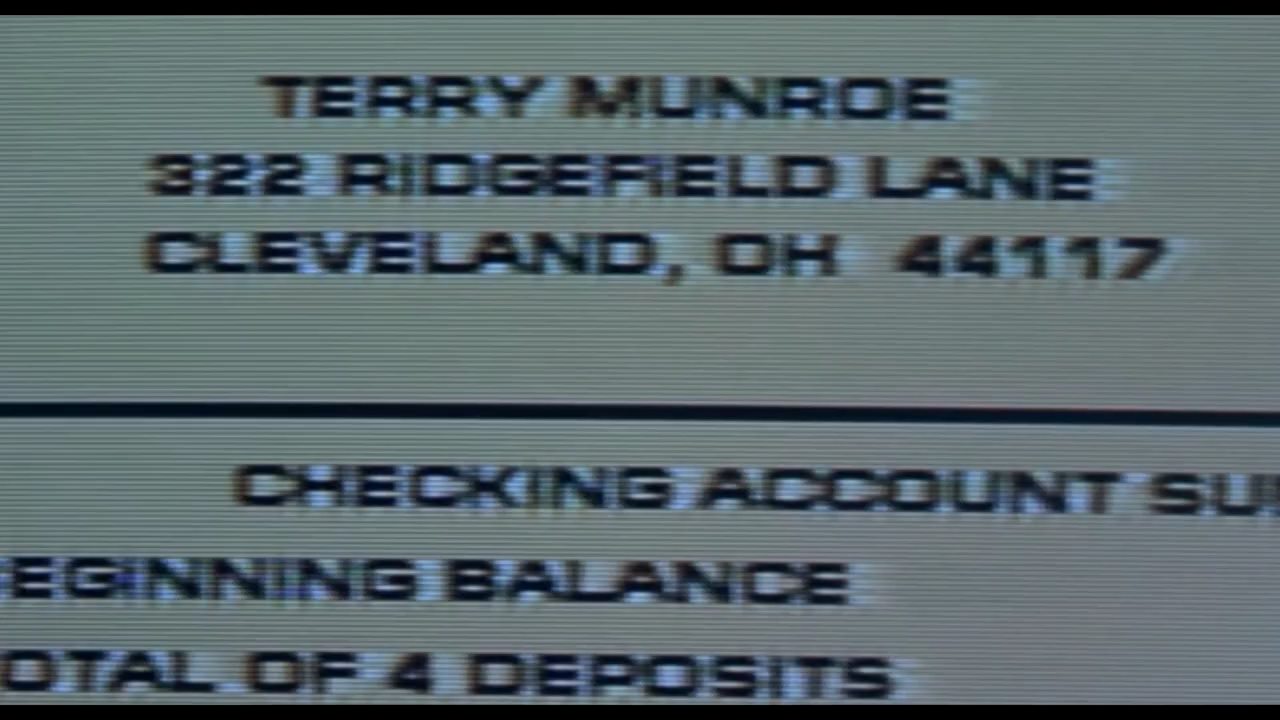 TERRY MUNROE
322 RIDGEFIELD LANE
CLEVELAND, OH 44117
CHECKING ACCOUNT
EGINNING BALANCE
OTAL OF 4 DEPOSITS